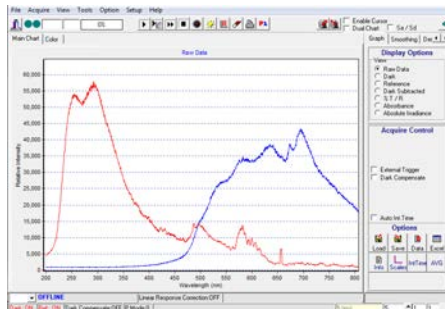 File Acquire View Tools Option Setup Help
0%
Enable Cursor
Dual Chart Sa / Sd
Main Chart Color
Graph Smoothing
Raw Data
Display Options
View
Raw Data
Dark
Reference
Dark Subtracted
% T / R
Absorbance
Absolute Irradiance
Acquire Control
External Trigger
Dark Compensate
Auto Int.Time
Options
Load Save Data Excel
Info Scales IntTime AVG
Relative Intensity
65,000
60,000
55,000
50,000
45,000
40,000
35,000
30,000
25,000
20,000
15,000
10,000
5,000
0
200 250 300 350 400 450 500 550 600 650 700 750 800
Wavelength (nm)
OFFLINE Linear Response Correction OFF